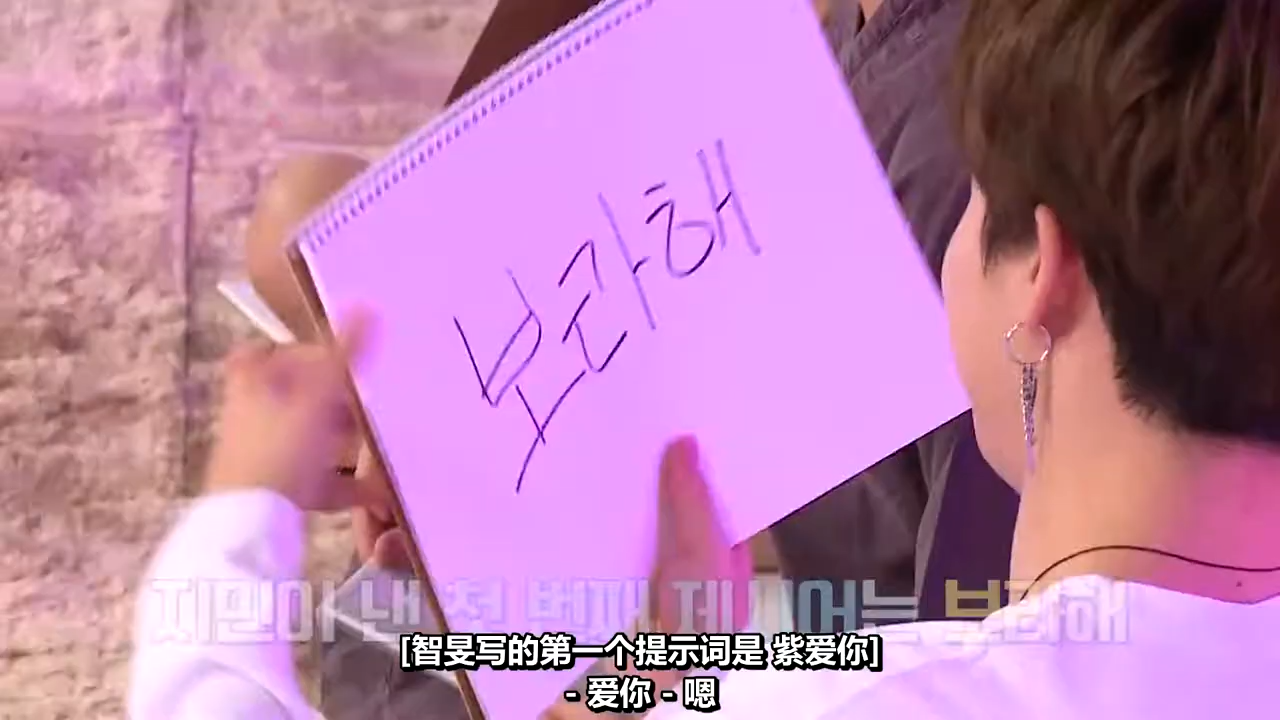 보라해
지민이 낸 첫 번째 제시어는 보라해
[智旻写的第一个提示词是 紫爱你]
- 爱你 - 嗯